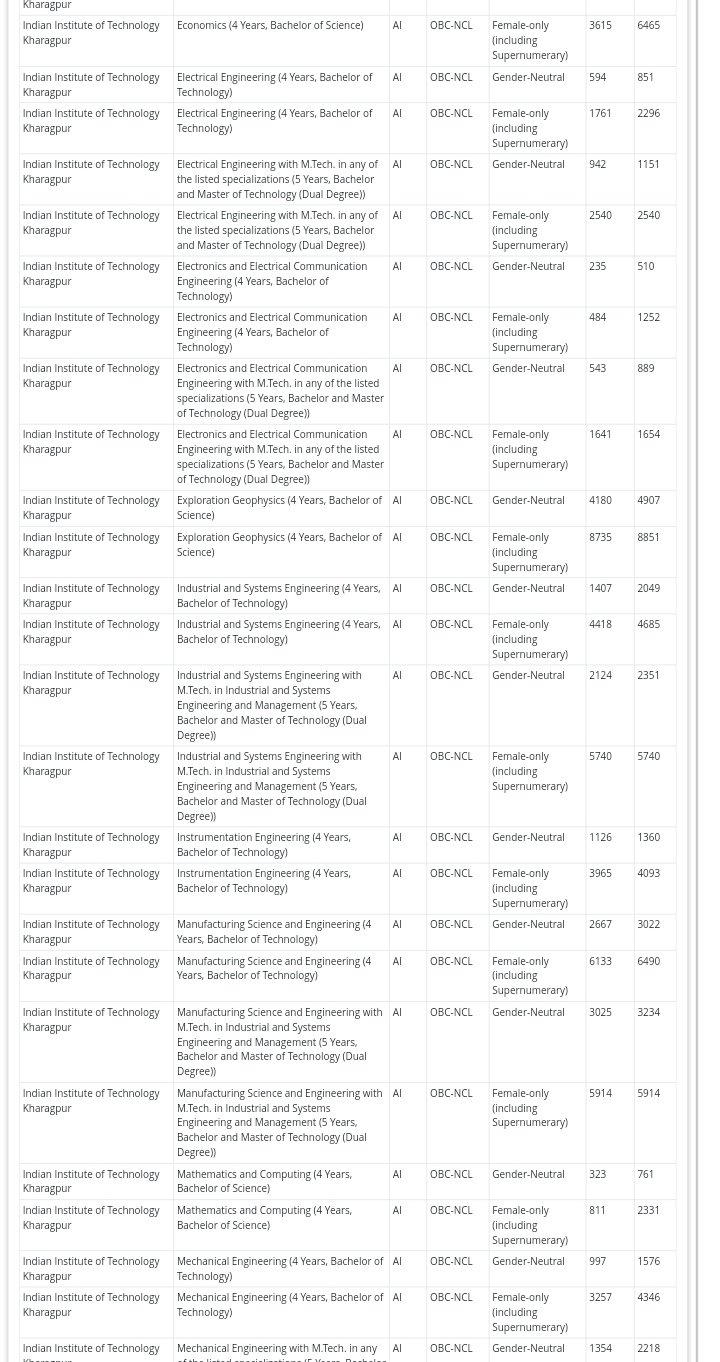 Kharagpur
Indian Institute of Technology Kharagpur Economics (4 Years, Bachelor of Science) AI OBC-NCL Female-only (including Supernumerary) 3615 6465
Indian Institute of Technology Kharagpur Electrical Engineering (4 Years, Bachelor of Technology) AI OBC-NCL Gender-Neutral 594 851
Indian Institute of Technology Kharagpur Electrical Engineering (4 Years, Bachelor of Technology) AI OBC-NCL Female-only (including Supernumerary) 1761 2296
Indian Institute of Technology Kharagpur Electrical Engineering with M.Tech. in any of the listed specializations (5 Years, Bachelor and Master of Technology (Dual Degree)) AI OBC-NCL Gender-Neutral 942 1151
Indian Institute of Technology Kharagpur Electrical Engineering with M.Tech. in any of the listed specializations (5 Years, Bachelor and Master of Technology (Dual Degree)) AI OBC-NCL Female-only (including Supernumerary) 2540 2540
Indian Institute of Technology Kharagpur Electronics and Electrical Communication Engineering (4 Years, Bachelor of Technology) AI OBC-NCL Gender-Neutral 235 510
Indian Institute of Technology Kharagpur Electronics and Electrical Communication Engineering (4 Years, Bachelor of Technology) AI OBC-NCL Female-only (including Supernumerary) 484 1252
Indian Institute of Technology Kharagpur Electronics and Electrical Communication Engineering with M.Tech. in any of the listed specializations (5 Years, Bachelor and Master of Technology (Dual Degree)) AI OBC-NCL Gender-Neutral 543 889
Indian Institute of Technology Kharagpur Electronics and Electrical Communication Engineering with M.Tech. in any of the listed specializations (5 Years, Bachelor and Master of Technology (Dual Degree)) AI OBC-NCL Female-only (including Supernumerary) 1641 1654
Indian Institute of Technology Kharagpur Exploration Geophysics (4 Years, Bachelor of Science) AI OBC-NCL Gender-Neutral 4180 4907
Indian Institute of Technology Kharagpur Exploration Geophysics (4 Years, Bachelor of Science) AI OBC-NCL Female-only (including Supernumerary) 8735 8851
Indian Institute of Technology Kharagpur Industrial and Systems Engineering (4 Years, Bachelor of Technology) AI OBC-NCL Gender-Neutral 1407 2049
Indian Institute of Technology Kharagpur Industrial and Systems Engineering (4 Years, Bachelor of Technology) AI OBC-NCL Female-only (including Supernumerary) 4418 4685
Indian Institute of Technology Kharagpur Industrial and Systems Engineering with M.Tech. in Industrial and Systems Engineering and Management (5 Years, Bachelor and Master of Technology (Dual Degree)) AI OBC-NCL Gender-Neutral 2124 2351
Indian Institute of Technology Kharagpur Industrial and Systems Engineering with M.Tech. in Industrial and Systems Engineering and Management (5 Years, Bachelor and Master of Technology (Dual Degree)) AI OBC-NCL Female-only (including Supernumerary) 5740 5740
Indian Institute of Technology Kharagpur Instrumentation Engineering (4 Years, Bachelor of Technology) AI OBC-NCL Gender-Neutral 1126 1360
Indian Institute of Technology Kharagpur Instrumentation Engineering (4 Years, Bachelor of Technology) AI OBC-NCL Female-only (including Supernumerary) 3965 4093
Indian Institute of Technology Kharagpur Manufacturing Science and Engineering (4 Years, Bachelor of Technology) AI OBC-NCL Gender-Neutral 2667 3022
Indian Institute of Technology Kharagpur Manufacturing Science and Engineering (4 Years, Bachelor of Technology) AI OBC-NCL Female-only (including Supernumerary) 6133 6490
Indian Institute of Technology Kharagpur Manufacturing Science and Engineering with M.Tech. in Industrial and Systems Engineering and Management (5 Years, Bachelor and Master of Technology (Dual Degree)) AI OBC-NCL Gender-Neutral 3025 3234
Indian Institute of Technology Kharagpur Manufacturing Science and Engineering with M.Tech. in Industrial and Systems Engineering and Management (5 Years, Bachelor and Master of Technology (Dual Degree)) AI OBC-NCL Female-only (including Supernumerary) 5914 5914
Indian Institute of Technology Kharagpur Mathematics and Computing (4 Years, Bachelor of Science) AI OBC-NCL Gender-Neutral 323 761
Indian Institute of Technology Kharagpur Mathematics and Computing (4 Years, Bachelor of Science) AI OBC-NCL Female-only (including Supernumerary) 811 2331
Indian Institute of Technology Kharagpur Mechanical Engineering (4 Years, Bachelor of Technology) AI OBC-NCL Gender-Neutral 997 1576
Indian Institute of Technology Kharagpur Mechanical Engineering (4 Years, Bachelor of Technology) AI OBC-NCL Female-only (including Supernumerary) 3257 4346
Indian Institute of Technology Mechanical Engineering with M.Tech. in any AI OBC-NCL Gender-Neutral 1354 2218